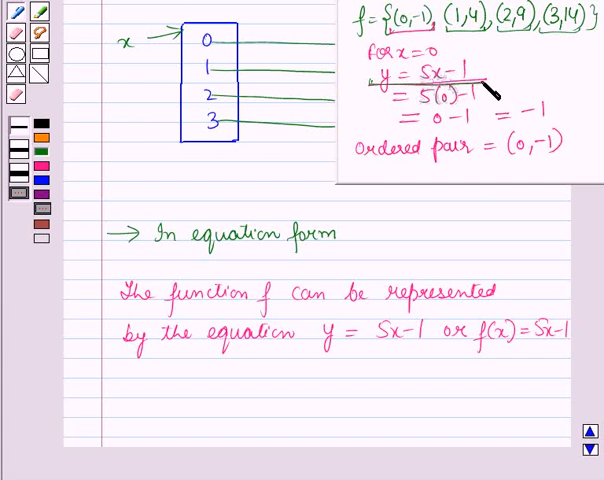 f = {(0,-1), (1,4), (2,9), (3,14)}
for x = 0
y = 5x-1
= 5(0)-1
= 0-1 = -1
ordered pair = (0,-1)
x
0
1
2
3
→ In equation form
The function f can be represented
by the equation y = 5x-1 or f(x) = 5x-1